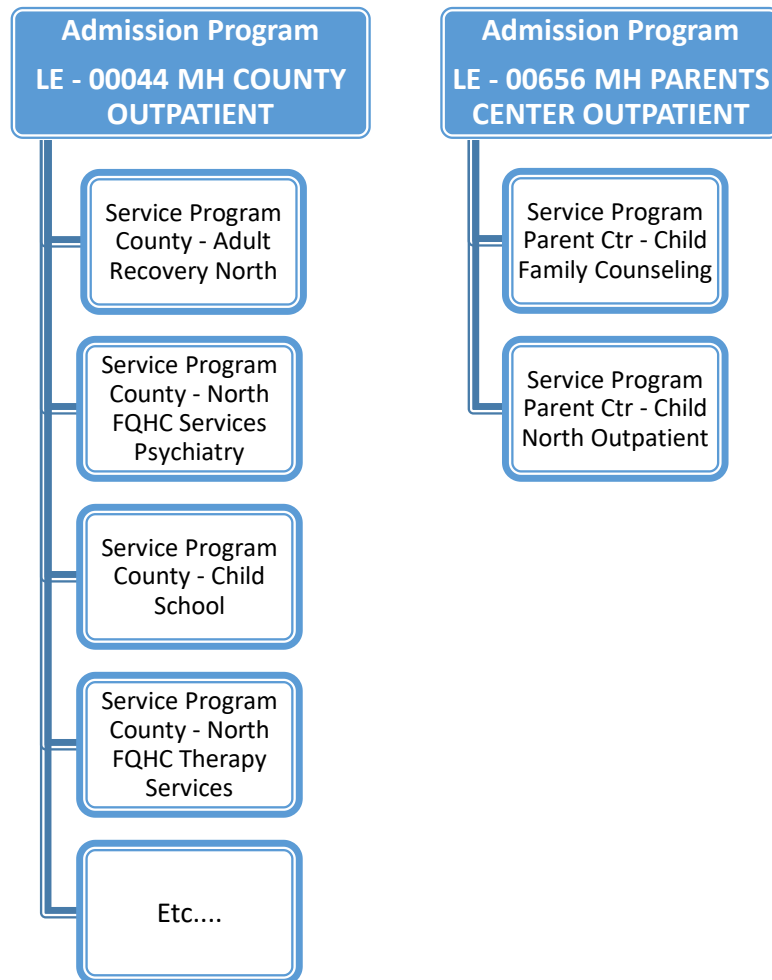 Admission Program
LE - 00044 MH COUNTY
OUTPATIENT
Service Program
County - Adult
Recovery North
Service Program
County - North
FQHC Services
Psychiatry
Service Program
County - Child
School
Service Program
County - North
FQHC Therapy
Services
Etc....
Admission Program
LE - 00656 MH PARENTS
CENTER OUTPATIENT
Service Program
Parent Ctr - Child
Family Counseling
Service Program
Parent Ctr - Child
North Outpatient